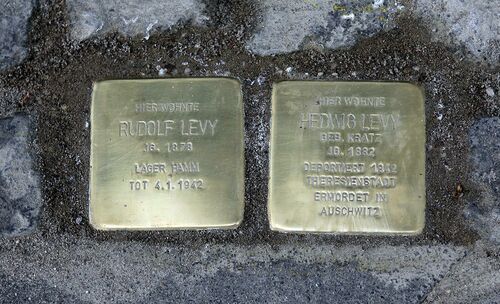 HIER WOHNTE
RUDOLF LEVY
JG. 1878
LAGER HAMM
TOT 4.1.1942
HIER WOHNTE
HEDWIG LEVY
GEB. KRATZ
JG. 1882
DEPORTIERT 1942
THERESIENSTADT
ERMORDET IN
AUSCHWITZ